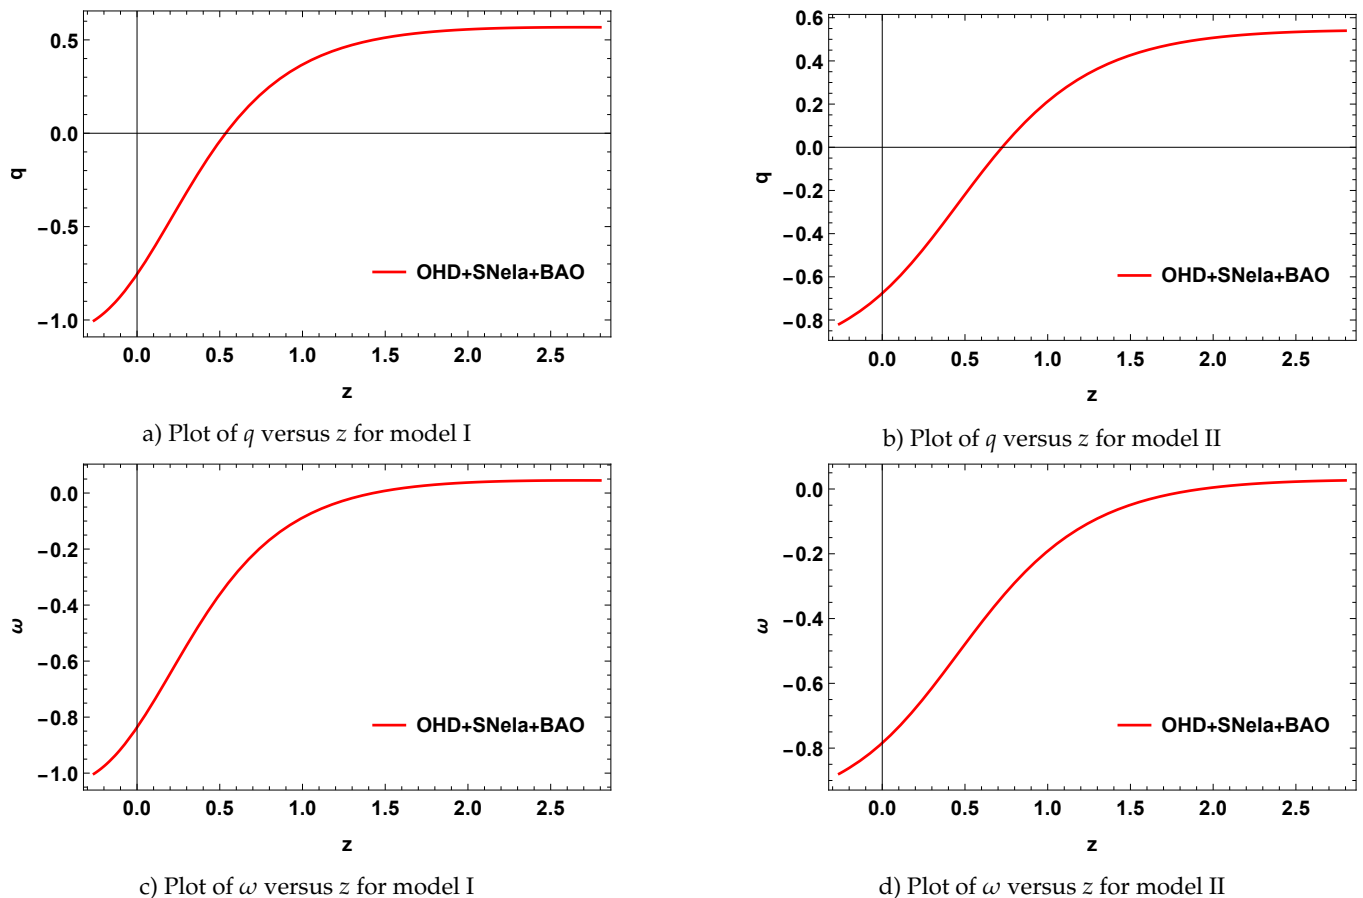 0.5
0.0
−0.5
−1.0
q
OHD+SNeIa+BAO
0.0 0.5 1.0 1.5 2.0 2.5
z
a) Plot of q versus z for model I
0.6
0.4
0.2
0.0
−0.2
−0.4
−0.6
−0.8
q
OHD+SNeIa+BAO
0.0 0.5 1.0 1.5 2.0 2.5
z
b) Plot of q versus z for model II
0.0
−0.2
−0.4
−0.6
−0.8
−1.0
ω
OHD+SNeIa+BAO
0.0 0.5 1.0 1.5 2.0 2.5
z
c) Plot of ω versus z for model I
0.0
−0.2
−0.4
−0.6
−0.8
ω
OHD+SNeIa+BAO
0.0 0.5 1.0 1.5 2.0 2.5
z
d) Plot of ω versus z for model II